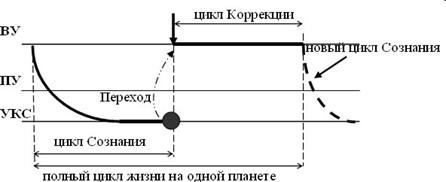 цикл Коррекции
ВУ
новый цикл Сознания
ПУ
Переход
УКС
цикл Сознания
полный цикл жизни на одной планете